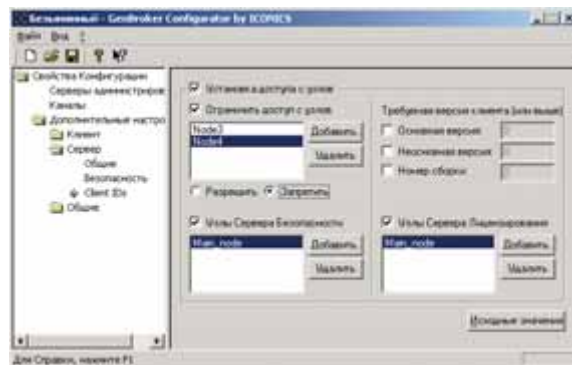 Безымянный - GenBroker Configurator by ICONICS
Файл Вид ?
Свойства Конфигурации
Серверы администриров
Каналы
Дополнительные настро
Клиент
Сервер
Общие
Безопасность
Client IDs
Общие
Установка доступа с узлов
Ограничить доступ с узлов
Node3
Node4
Добавить
Удалить
Разрешить
Запретить
Требуемая версия клиента (или выше)
Основная версия
Неосновная версия
Номер сборки
Узлы Сервера Безопасности
Main_node
Добавить
Удалить
Узлы Сервера Лицензирования
Main_node
Добавить
Удалить
Исходные значения
Для Справки, нажмите F1